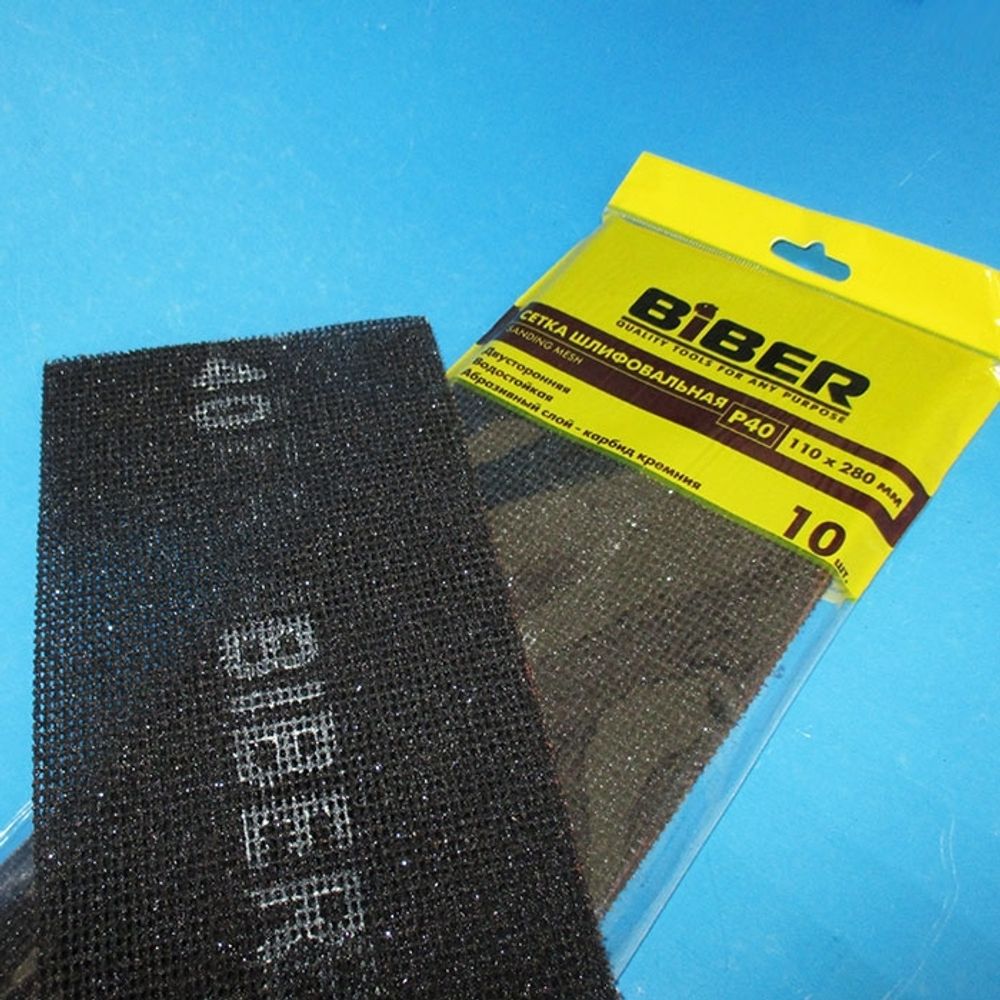 BiBER
QUALITY TOOLS FOR ANY PURPOSE
СЕТКА ШЛИФОВАЛЬНАЯ P40 110 x 280 мм
SANDING MESH
Двусторонняя
Водостойкая
Абразивный слой - карбид кремния
10 шт.
40
BIBER